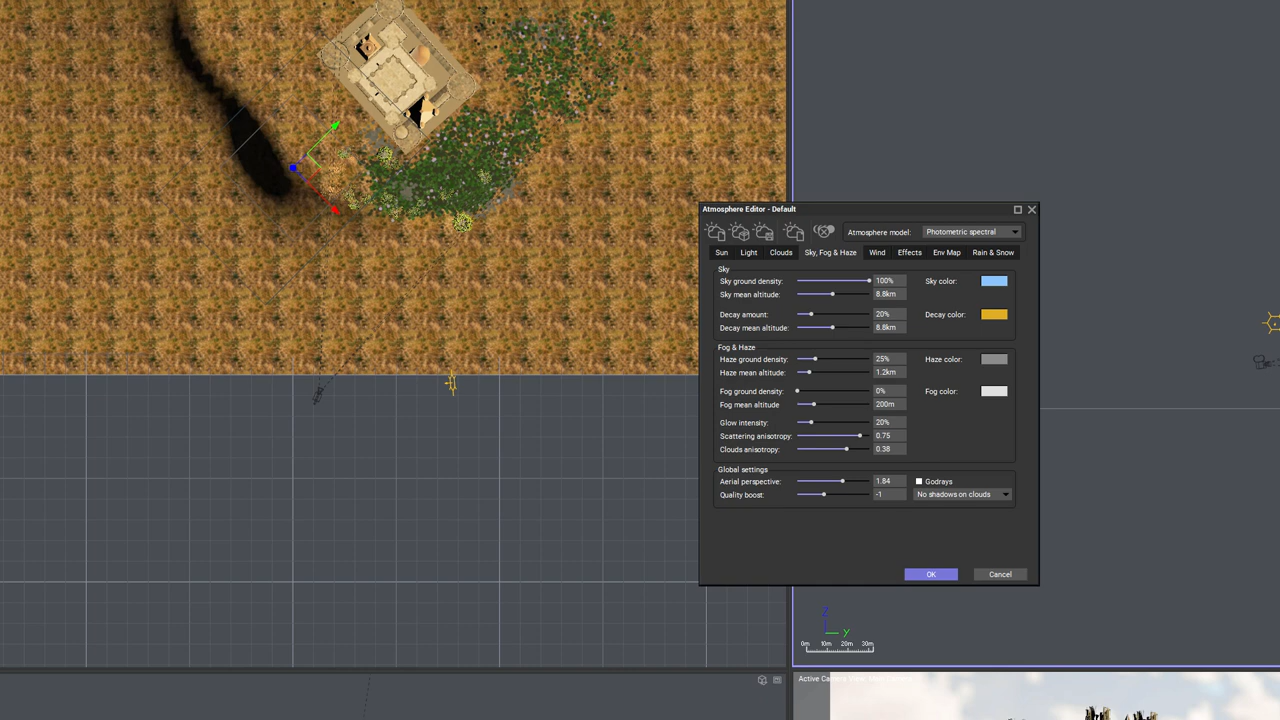 Atmosphere Editor - Default
Atmosphere model: Photometric spectral
Sun Light Clouds Sky, Fog & Haze Wind Effects Env Map Rain & Snow
Sky
Sky ground density: 100% Sky color:
Sky mean altitude: 8.8km
Decay amount: 20% Decay color:
Decay mean altitude: 8.8km
Fog & Haze
Haze ground density: 25% Haze color:
Haze mean altitude: 1.2km
Fog ground density: 0% Fog color:
Fog mean altitude 200m
Glow intensity: 20%
Scattering anisotropy: 0.75
Clouds anisotropy: 0.38
Global settings
Aerial perspective: 1.84 Godrays
Quality boost: -1 No shadows on clouds
OK Cancel
Z
Y
0m 10m 20m 30m
Active Camera View: Main Camera